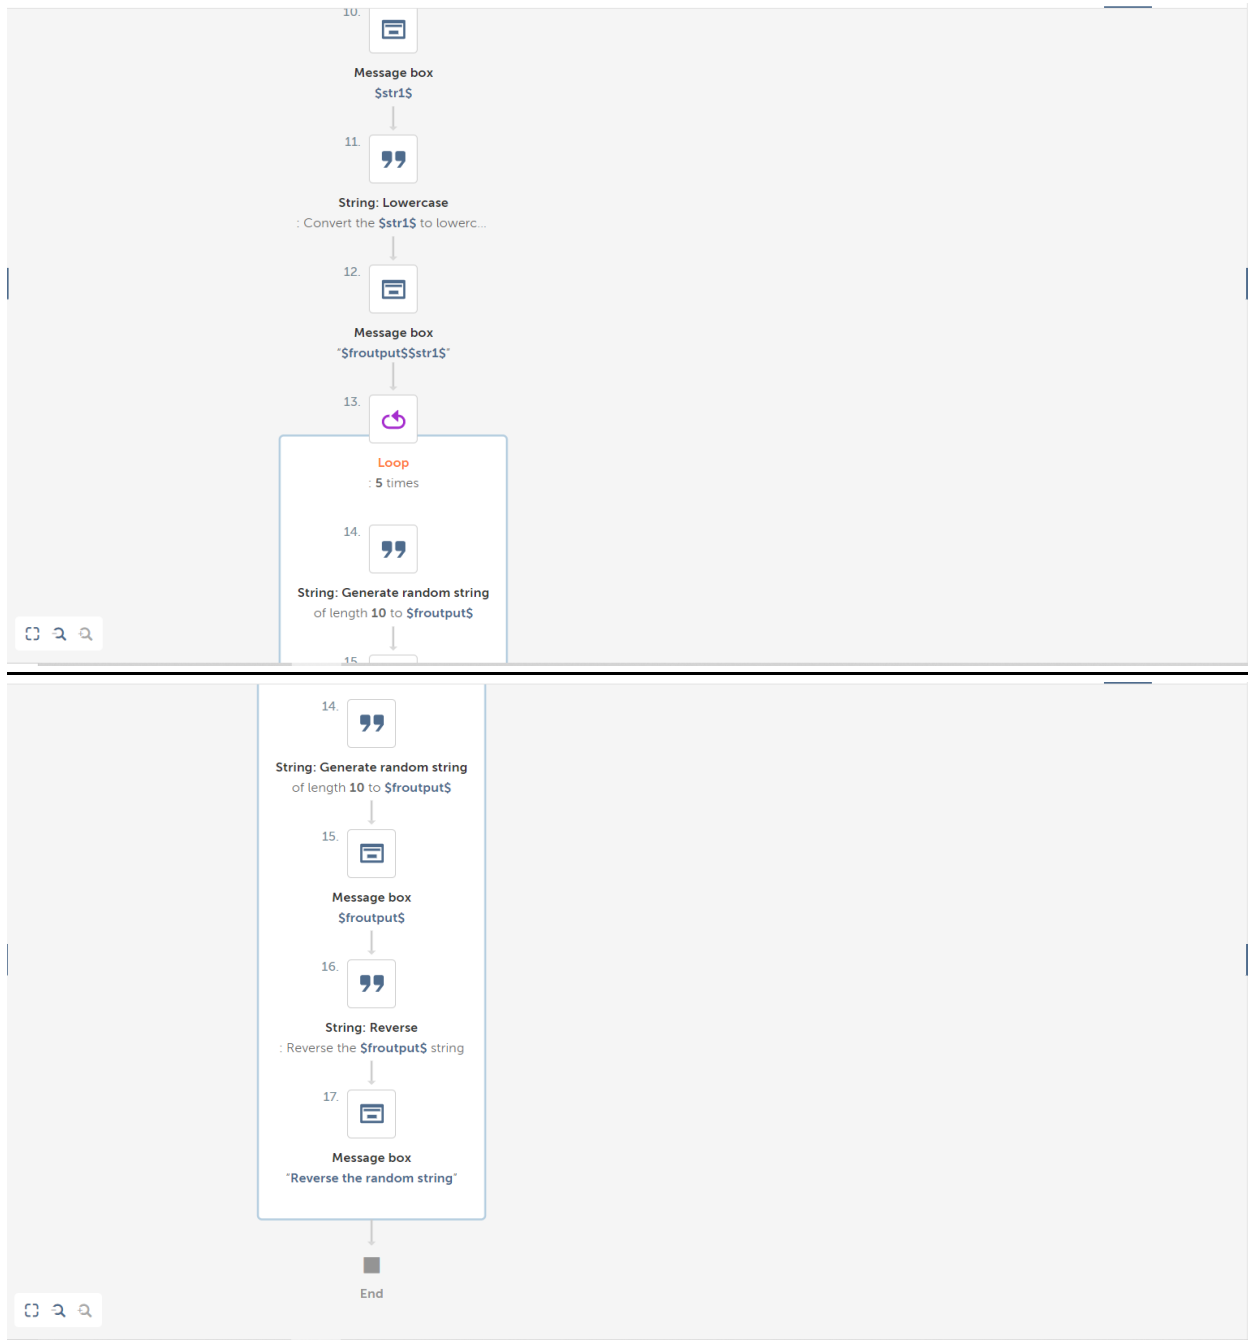 10.
Message box
$str1$
11.
String: Lowercase
: Convert the $str1$ to lowerc...
12.
Message box
"$froutput$$str1$"
13.
Loop
: 5 times
14.
String: Generate random string
of length 10 to $froutput$
15.
14.
String: Generate random string
of length 10 to $froutput$
15.
Message box
$froutput$
16.
String: Reverse
: Reverse the $froutput$ string
17.
Message box
"Reverse the random string"
End